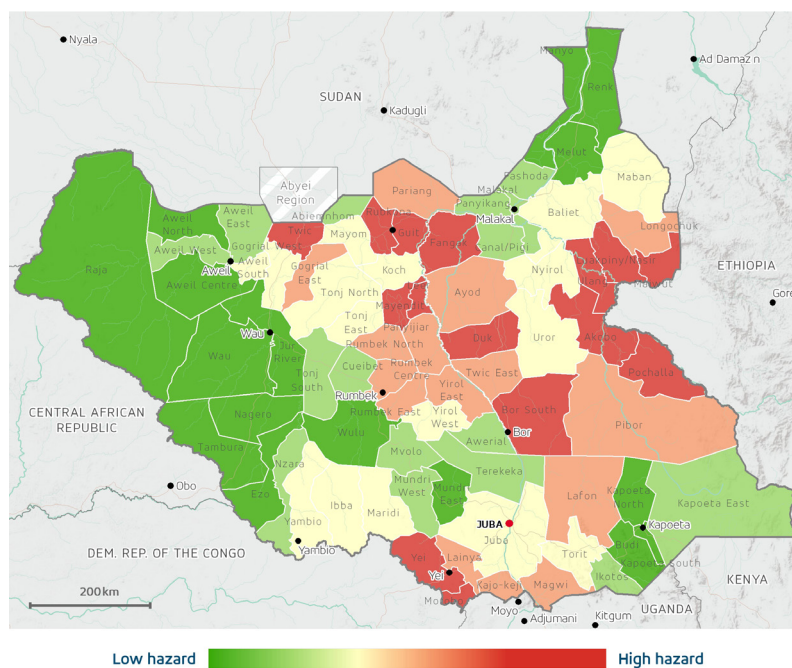 Nyala
Manyo
Ad Damazin
Renk
SUDAN
Kadugli
Melut
Fashoda
Maban
Abyei
Region
Pariang
Malakal
Panyikang
Malakal
Baliet
Aweil
North
Aweil
East
Abiemnhom
Twic
Mayom
Rubkona
Guit
Fangak
Canal/Pigi
Longochuk
Aweil West
Gogrial West
Aweil
South
Aweil
Koch
Nyirol
Luakpiny/Nasir
Maiwut
Ulang
ETHIOPIA
Raja
Aweil Centre
Gogrial
East
Tonj North
Mayendit
Ayod
Gore
Tonj
East
Panyijiar
Wau
Wau
Jur
River
Rumbek North
Duk
Uror
Akobo
Tonj
South
Cueibet
Rumbek
Centre
Twic East
Pochalla
Rumbek
Yirol
East
Nagero
Rumbek East
Yirol
West
Bor South
Bor
Pibor
CENTRAL AFRICAN
REPUBLIC
Tambura
Wulo
Awerial
Mvolo
Nzara
Terekeka
Obo
Ezo
Mundri
West
Mundri
East
Kapoeta
North
Kapoeta East
Ibba
Maridi
Lafon
Yambio
JUBA
Juba
Kapoeta
Yambio
DEM. REP. OF THE CONGO
Yei
Lainya
Torit
Budi
Kapoeta South
Yei
Ikotos
KENYA
200km
Morobo
Kajo-keji
Magwi
Moyo
Adjumani
Kitgum
UGANDA
Low hazard
High hazard